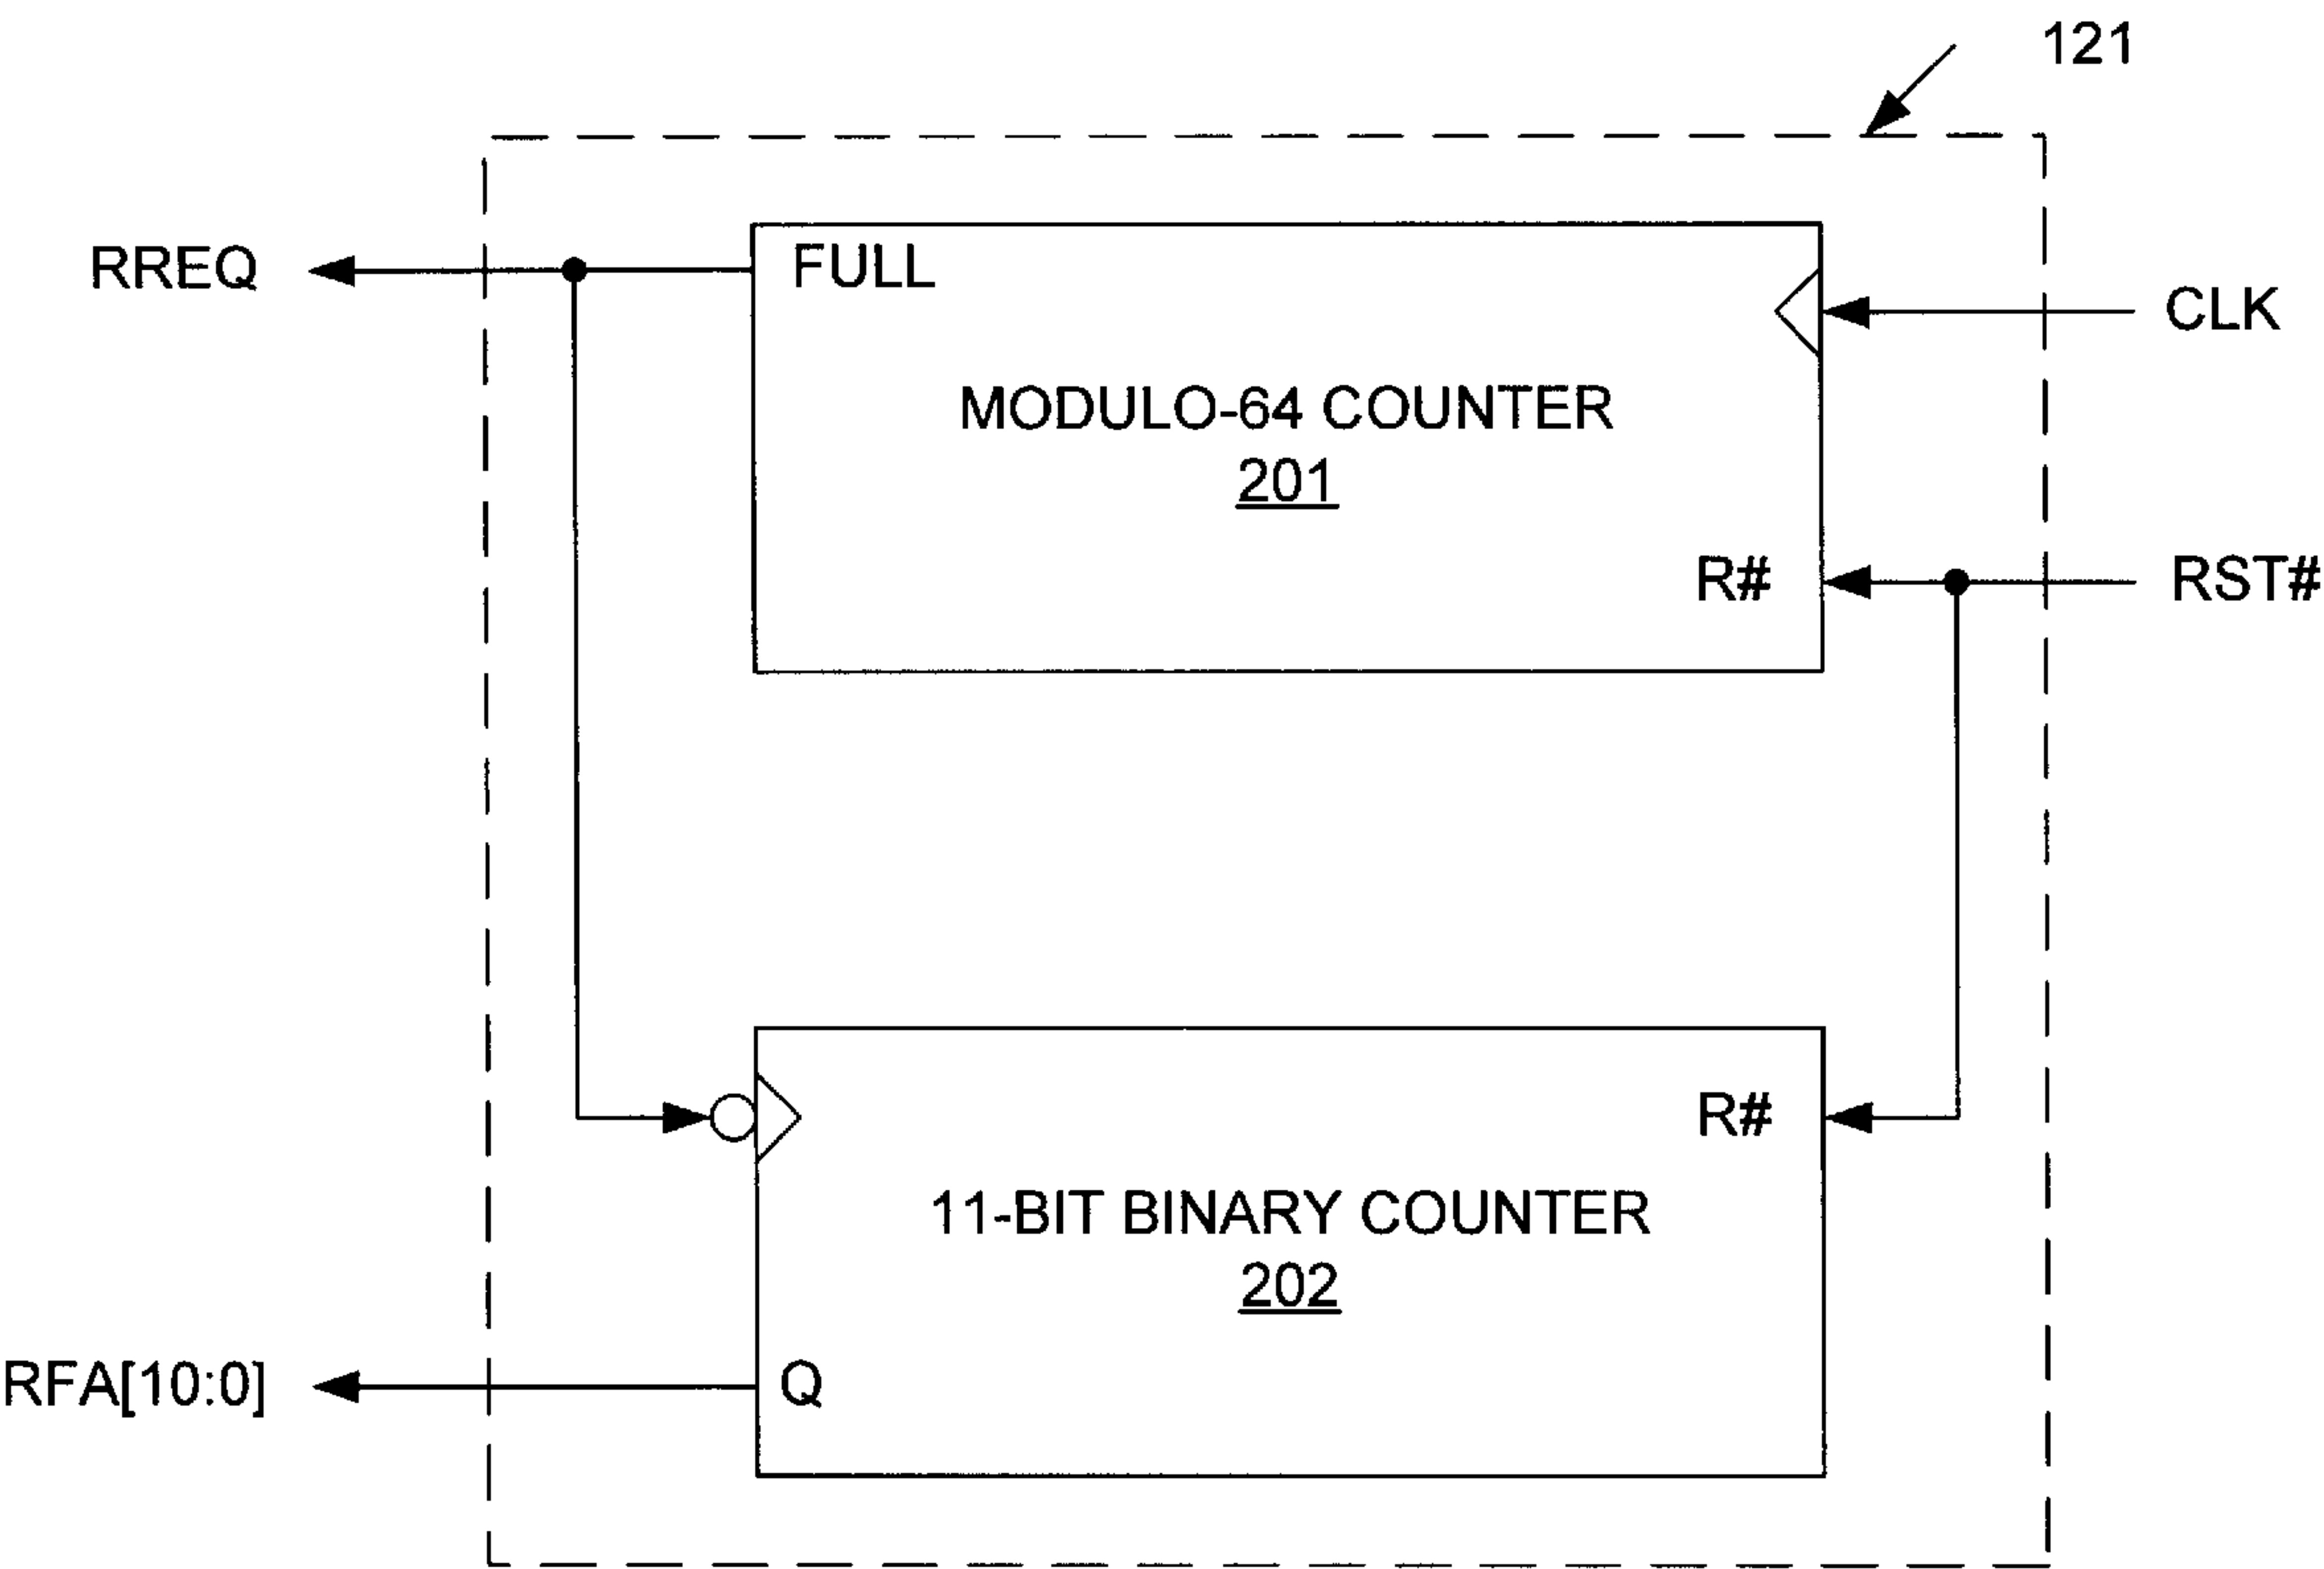 121
RREQ
FULL
CLK
MODULO-64 COUNTER
201
R#
RST#
R#
11-BIT BINARY COUNTER
202
RFA[10:0]
Q